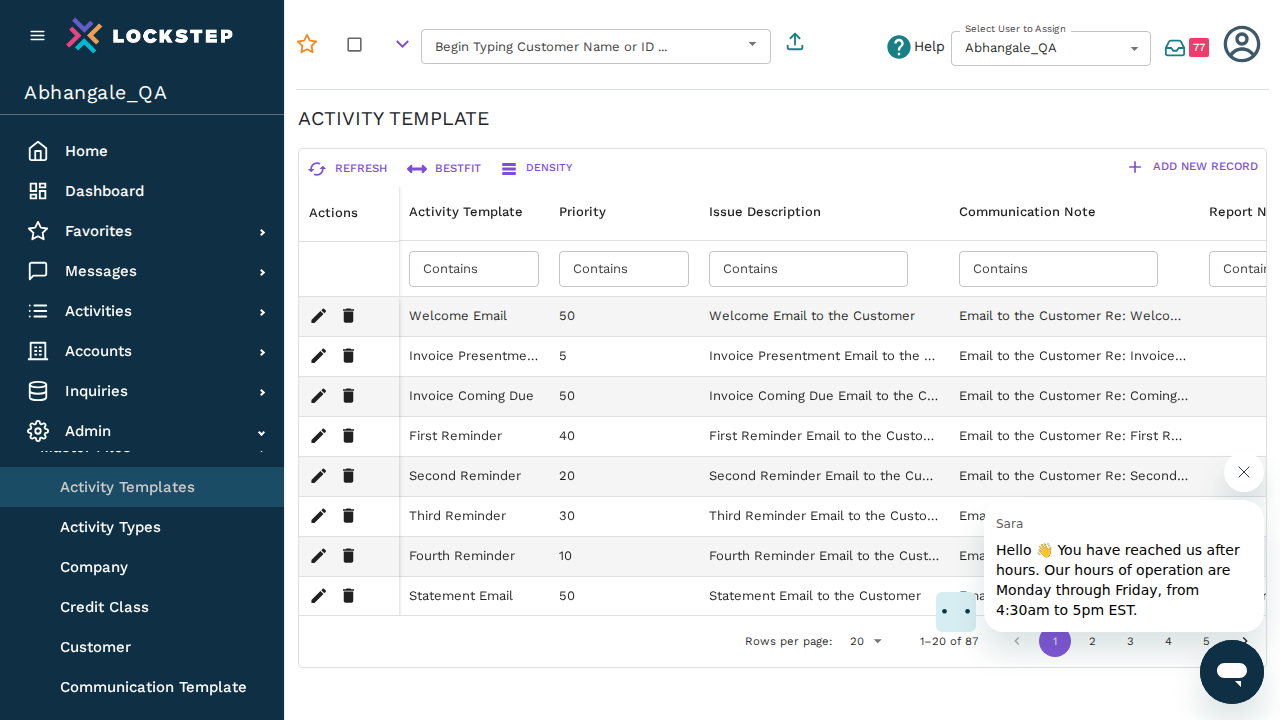 LOCKSTEP
Abhangale_QA
Home
Dashboard
Favorites
Messages
Activities
Accounts
Inquiries
Admin
Activity Templates
Activity Types
Company
Credit Class
Customer
Communication Template
Begin Typing Customer Name or ID ...
Help
Select User to Assign
Abhangale_QA
77
ACTIVITY TEMPLATE
REFRESH BESTFIT DENSITY ADD NEW RECORD
Actions Activity Template Priority Issue Description Communication Note Report N
Contains Contains Contains Contains Contain
Welcome Email 50 Welcome Email to the Customer Email to the Customer Re: Welco...
Invoice Presentme... 5 Invoice Presentment Email to the ... Email to the Customer Re: Invoice...
Invoice Coming Due 50 Invoice Coming Due Email to the C... Email to the Customer Re: Coming...
First Reminder 40 First Reminder Email to the Custo... Email to the Customer Re: First R...
Second Reminder 20 Second Reminder Email to the Cu... Email to the Customer Re: Second...
Third Reminder 30 Third Reminder Email to the Custo...
Fourth Reminder 10 Fourth Reminder Email to the Cust...
Statement Email 50 Statement Email to the Customer
Rows per page: 20 1–20 of 87 1 2 3 4 5
Sara
Hello 👋 You have reached us after
hours. Our hours of operation are
Monday through Friday, from
4:30am to 5pm EST.